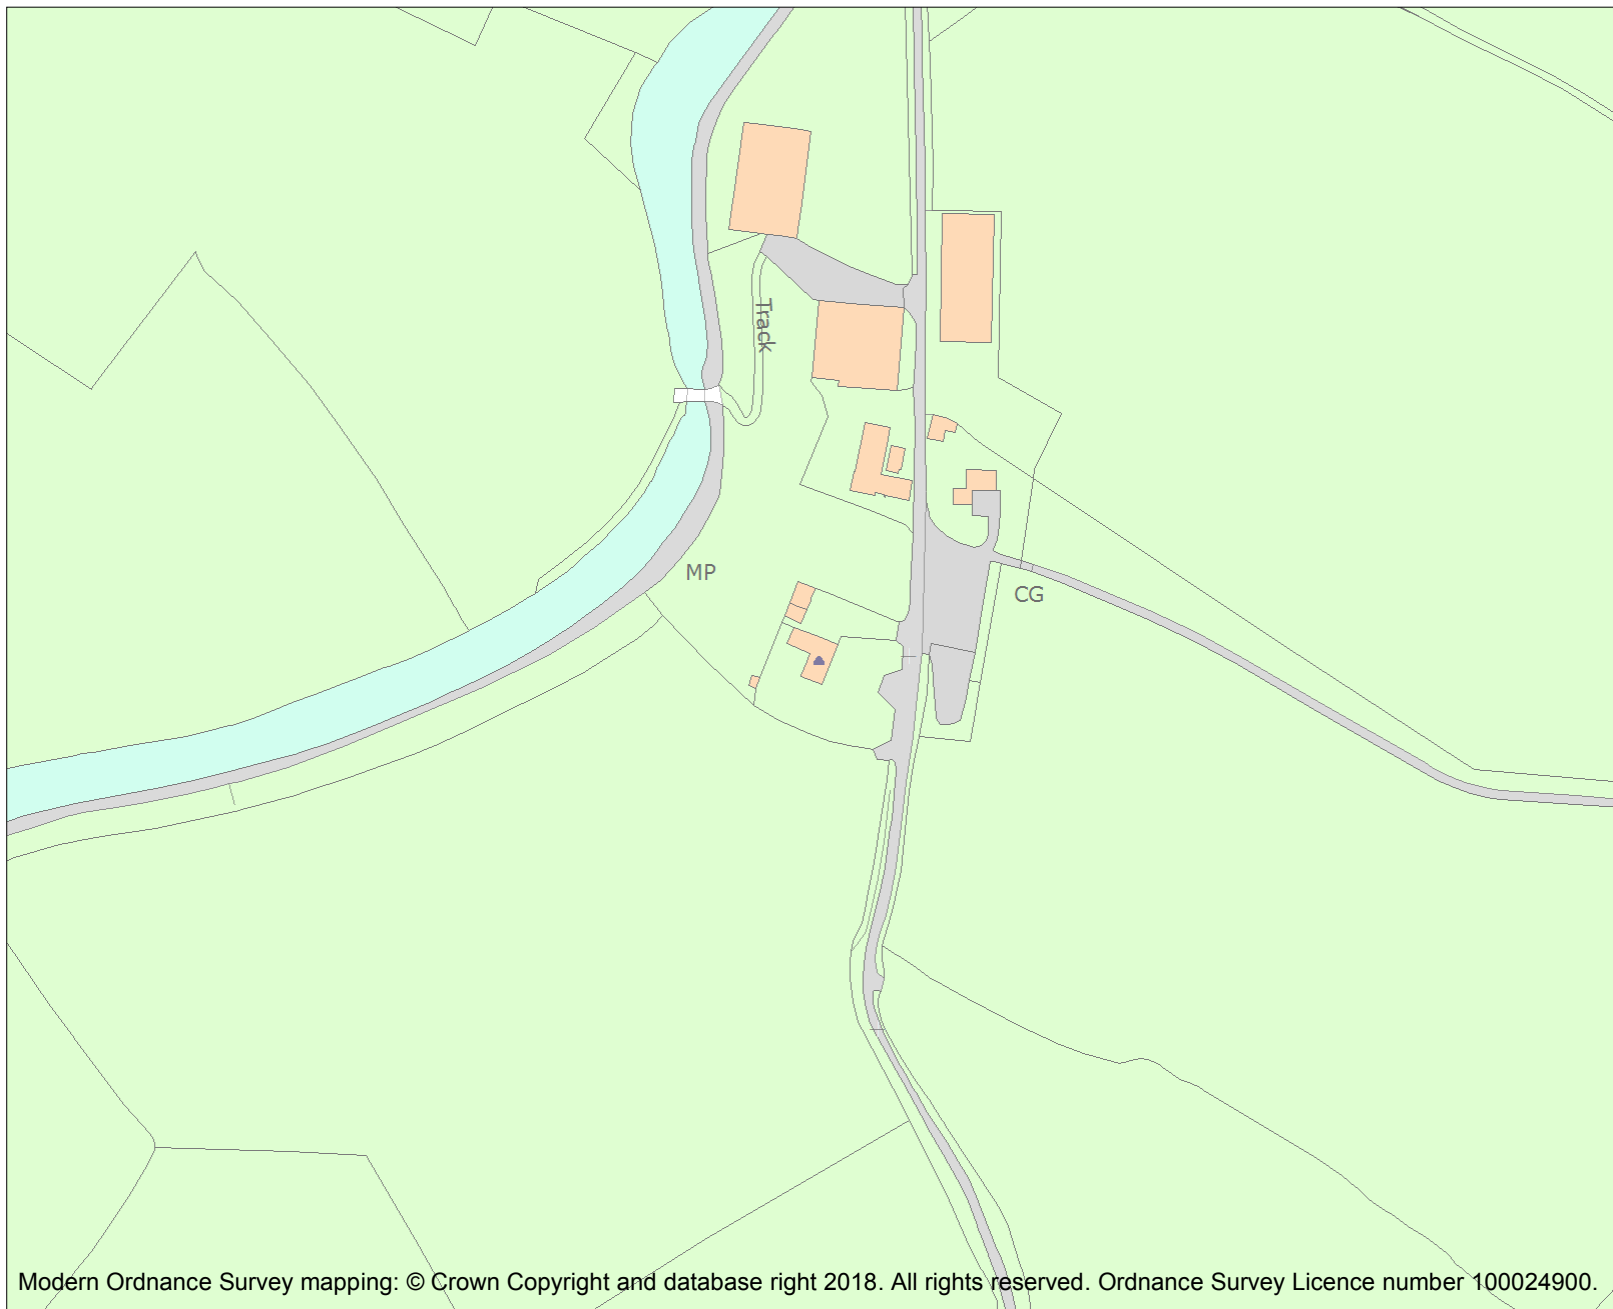 Track
MP
CG
Modern Ordnance Survey mapping: © Crown Copyright and database right 2018. All rights reserved. Ordnance Survey Licence number 100024900.